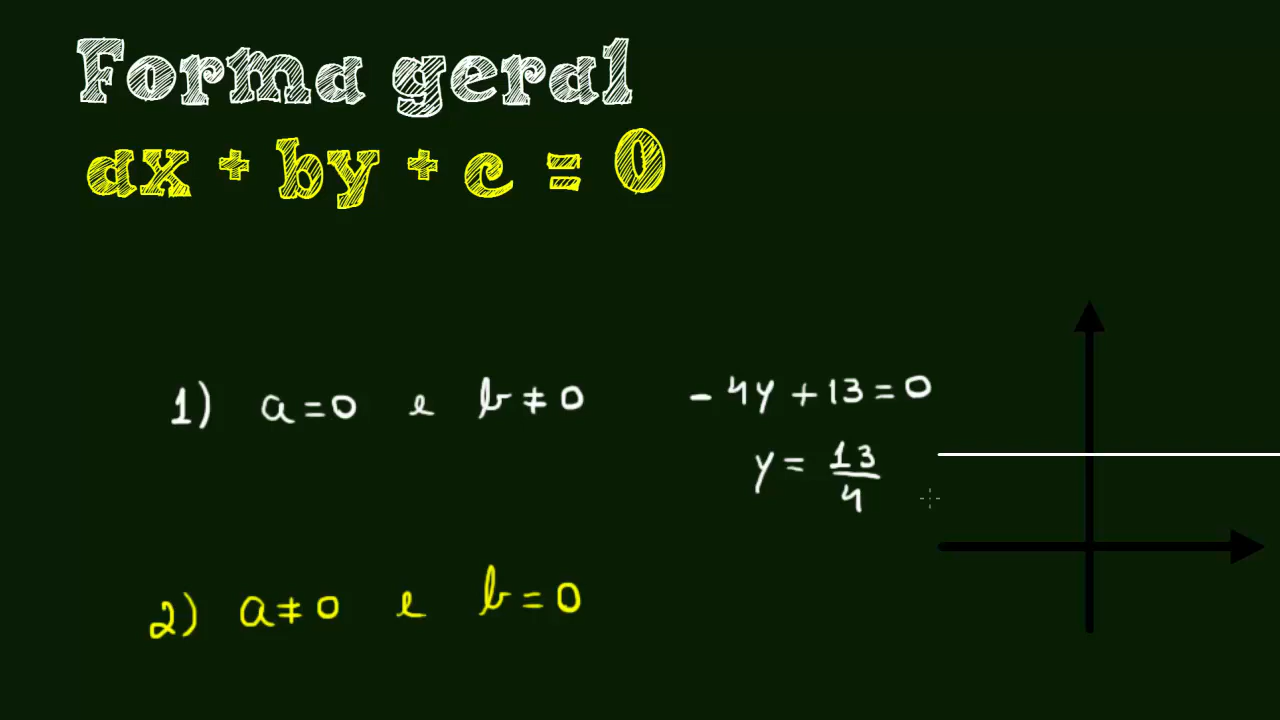 Forma geral
ax + by + c = 0
1) a=0 e b≠0
-4y+13=0
y = 13/4
2) a≠0 e b=0